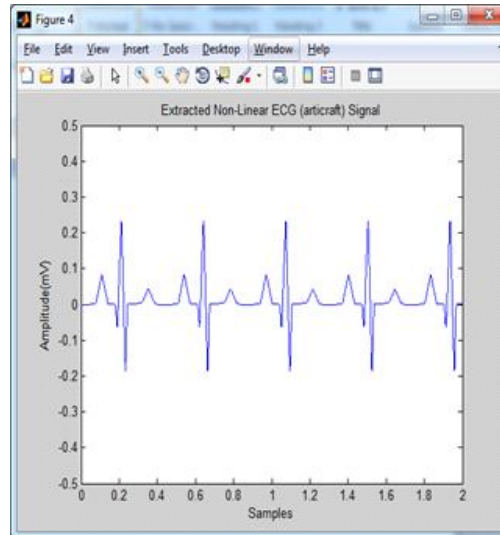 Figure 4
File Edit View Insert Tools Desktop Window Help
Extracted Non-Linear ECG (articraft) Signal
0.5
0.4
0.3
0.2
0.1
0
-0.1
-0.2
-0.3
-0.4
-0.5
Amplitude(mV)
0 0.2 0.4 0.6 0.8 1 1.2 1.4 1.6 1.8 2
Samples